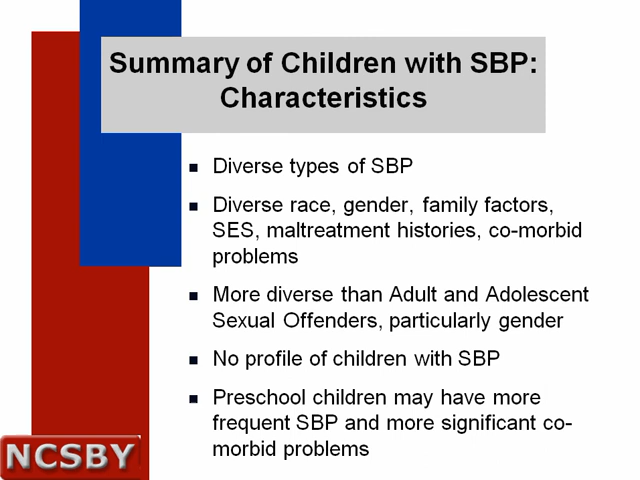 Summary of Children with SBP:
Characteristics
■ Diverse types of SBP
■ Diverse race, gender, family factors,
SES, maltreatment histories, co-morbid
problems
■ More diverse than Adult and Adolescent
Sexual Offenders, particularly gender
■ No profile of children with SBP
■ Preschool children may have more
frequent SBP and more significant co-
morbid problems
NCSBY